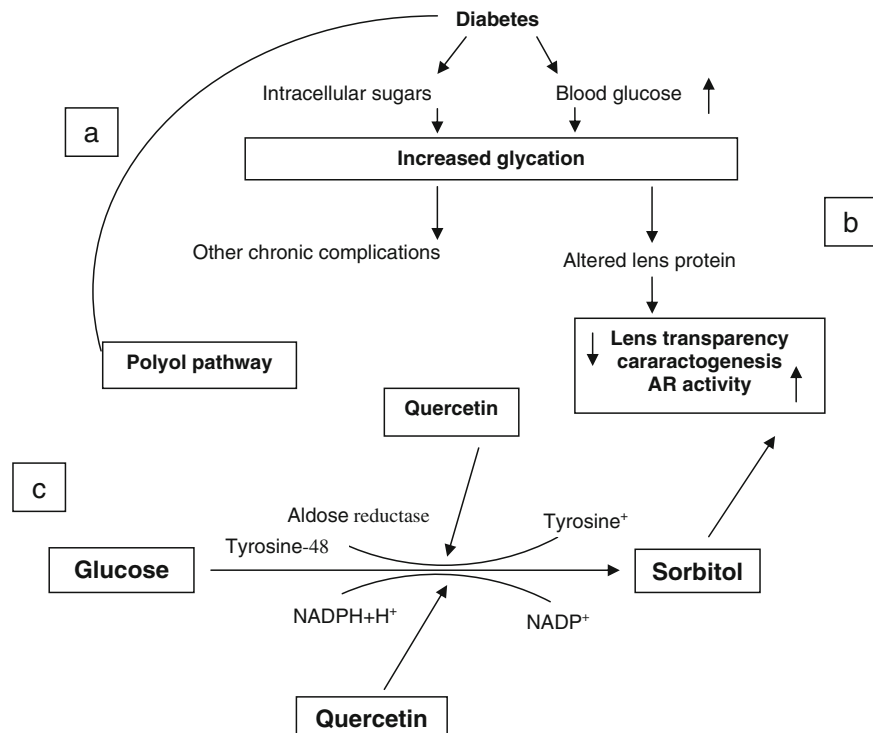 Diabetes
a
Intracellular sugars
Blood glucose
Increased glycation
b
Other chronic complications
Altered lens protein
Polyol pathway
Lens transparency
cararactogenesis
AR activity
Quercetin
c
Aldose reductase
Tyrosine⁺
Tyrosine-48
Glucose
Sorbitol
NADPH+H⁺
NADP⁺
Quercetin